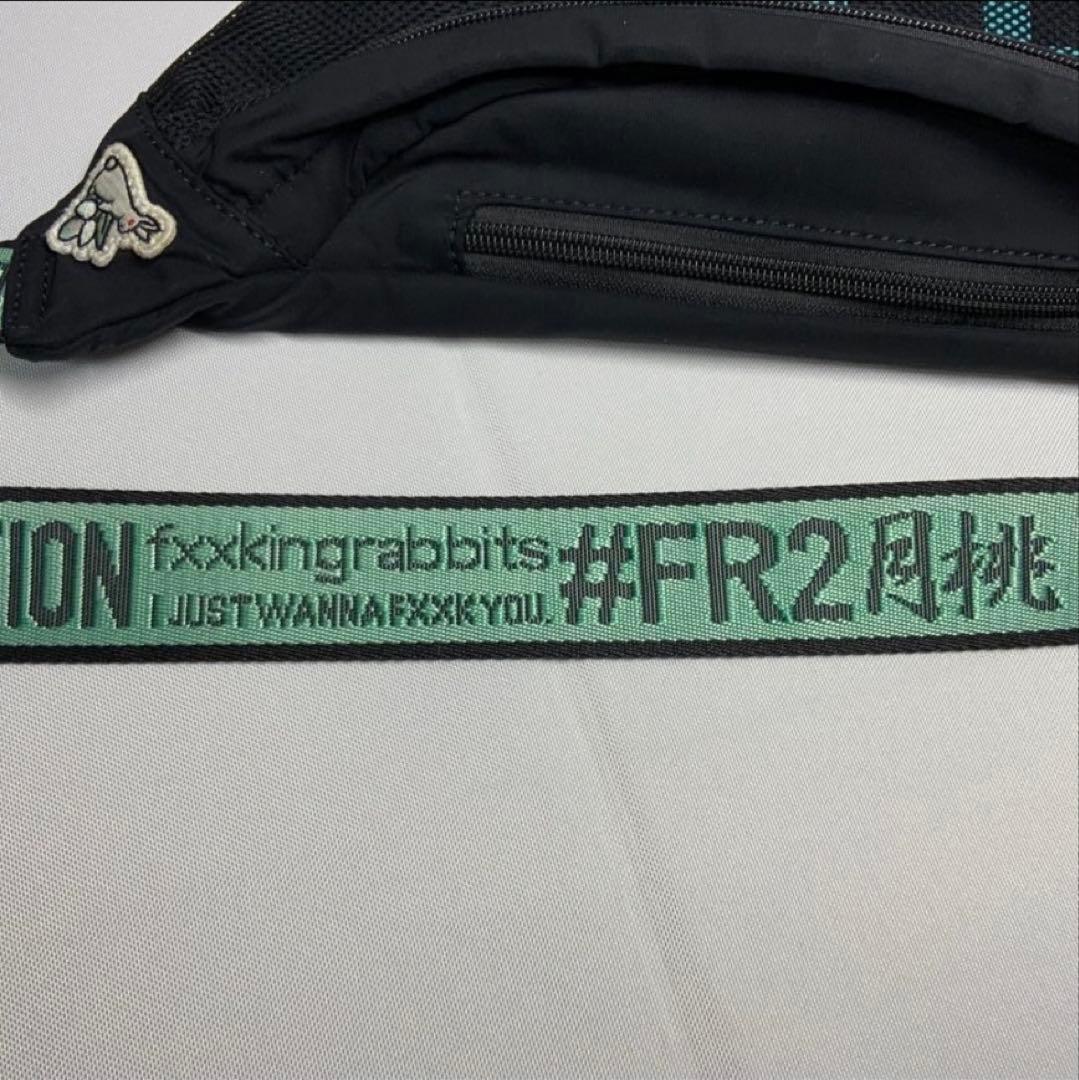 TION fxxkingrabbits #FR2月桃
I JUST WANNA FXXK YOU.